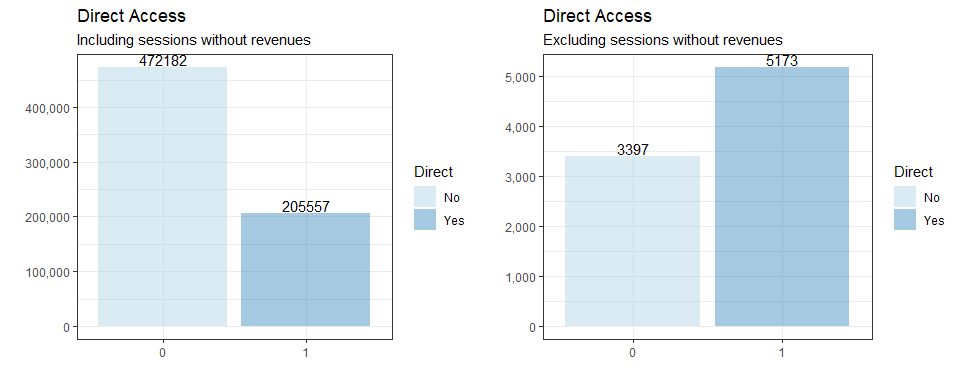 Direct Access
Including sessions without revenues
472182
205557
400,000
300,000
200,000
100,000
0
0
1
Direct
No
Yes
Direct Access
Excluding sessions without revenues
5173
3397
5,000
4,000
3,000
2,000
1,000
0
0
1
Direct
No
Yes